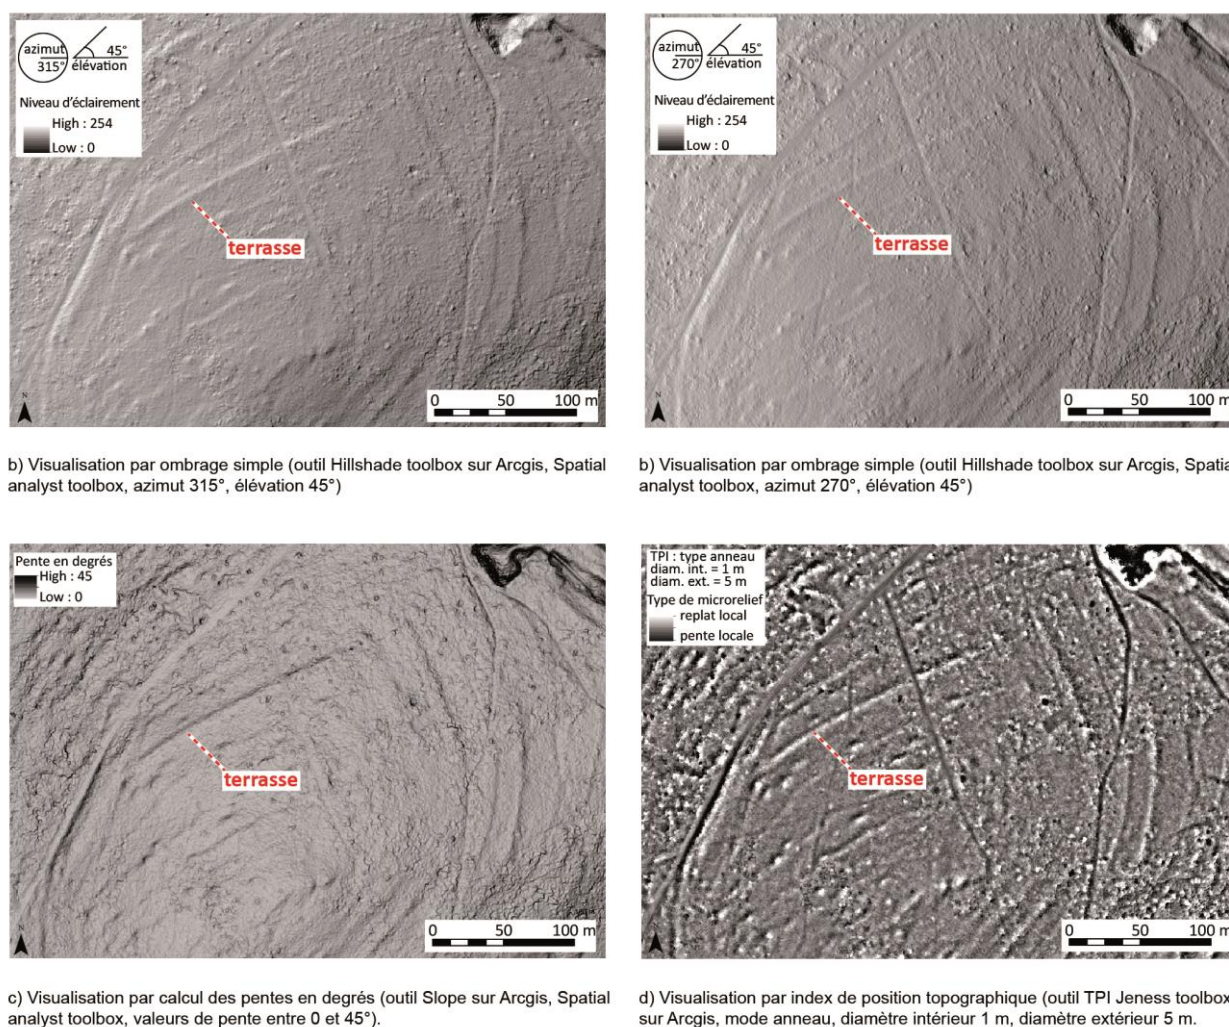 azimut
315°
45°
élévation
Niveau d'éclairement
High : 254
Low : 0
terrasse
N
0 50 100 m
azimut
270°
45°
élévation
Niveau d'éclairement
High : 254
Low : 0
terrasse
N
0 50 100 m
b) Visualisation par ombrage simple (outil Hillshade toolbox sur Arcgis, Spatial
analyst toolbox, azimut 315°, élévation 45°)
b) Visualisation par ombrage simple (outil Hillshade toolbox sur Arcgis, Spatia
analyst toolbox, azimut 270°, élévation 45°)
Pente en degrés
High : 45
Low : 0
terrasse
N
0 50 100 m
TPI : type anneau
diam. int. = 1 m
diam. ext. = 5 m
Type de microrelief
replat local
pente locale
terrasse
N
0 50 100 m
c) Visualisation par calcul des pentes en degrés (outil Slope sur Arcgis, Spatial
analyst toolbox, valeurs de pente entre 0 et 45°).
d) Visualisation par index de position topographique (outil TPI Jeness toolbox
sur Arcgis, mode anneau, diamètre intérieur 1 m, diamètre extérieur 5 m.